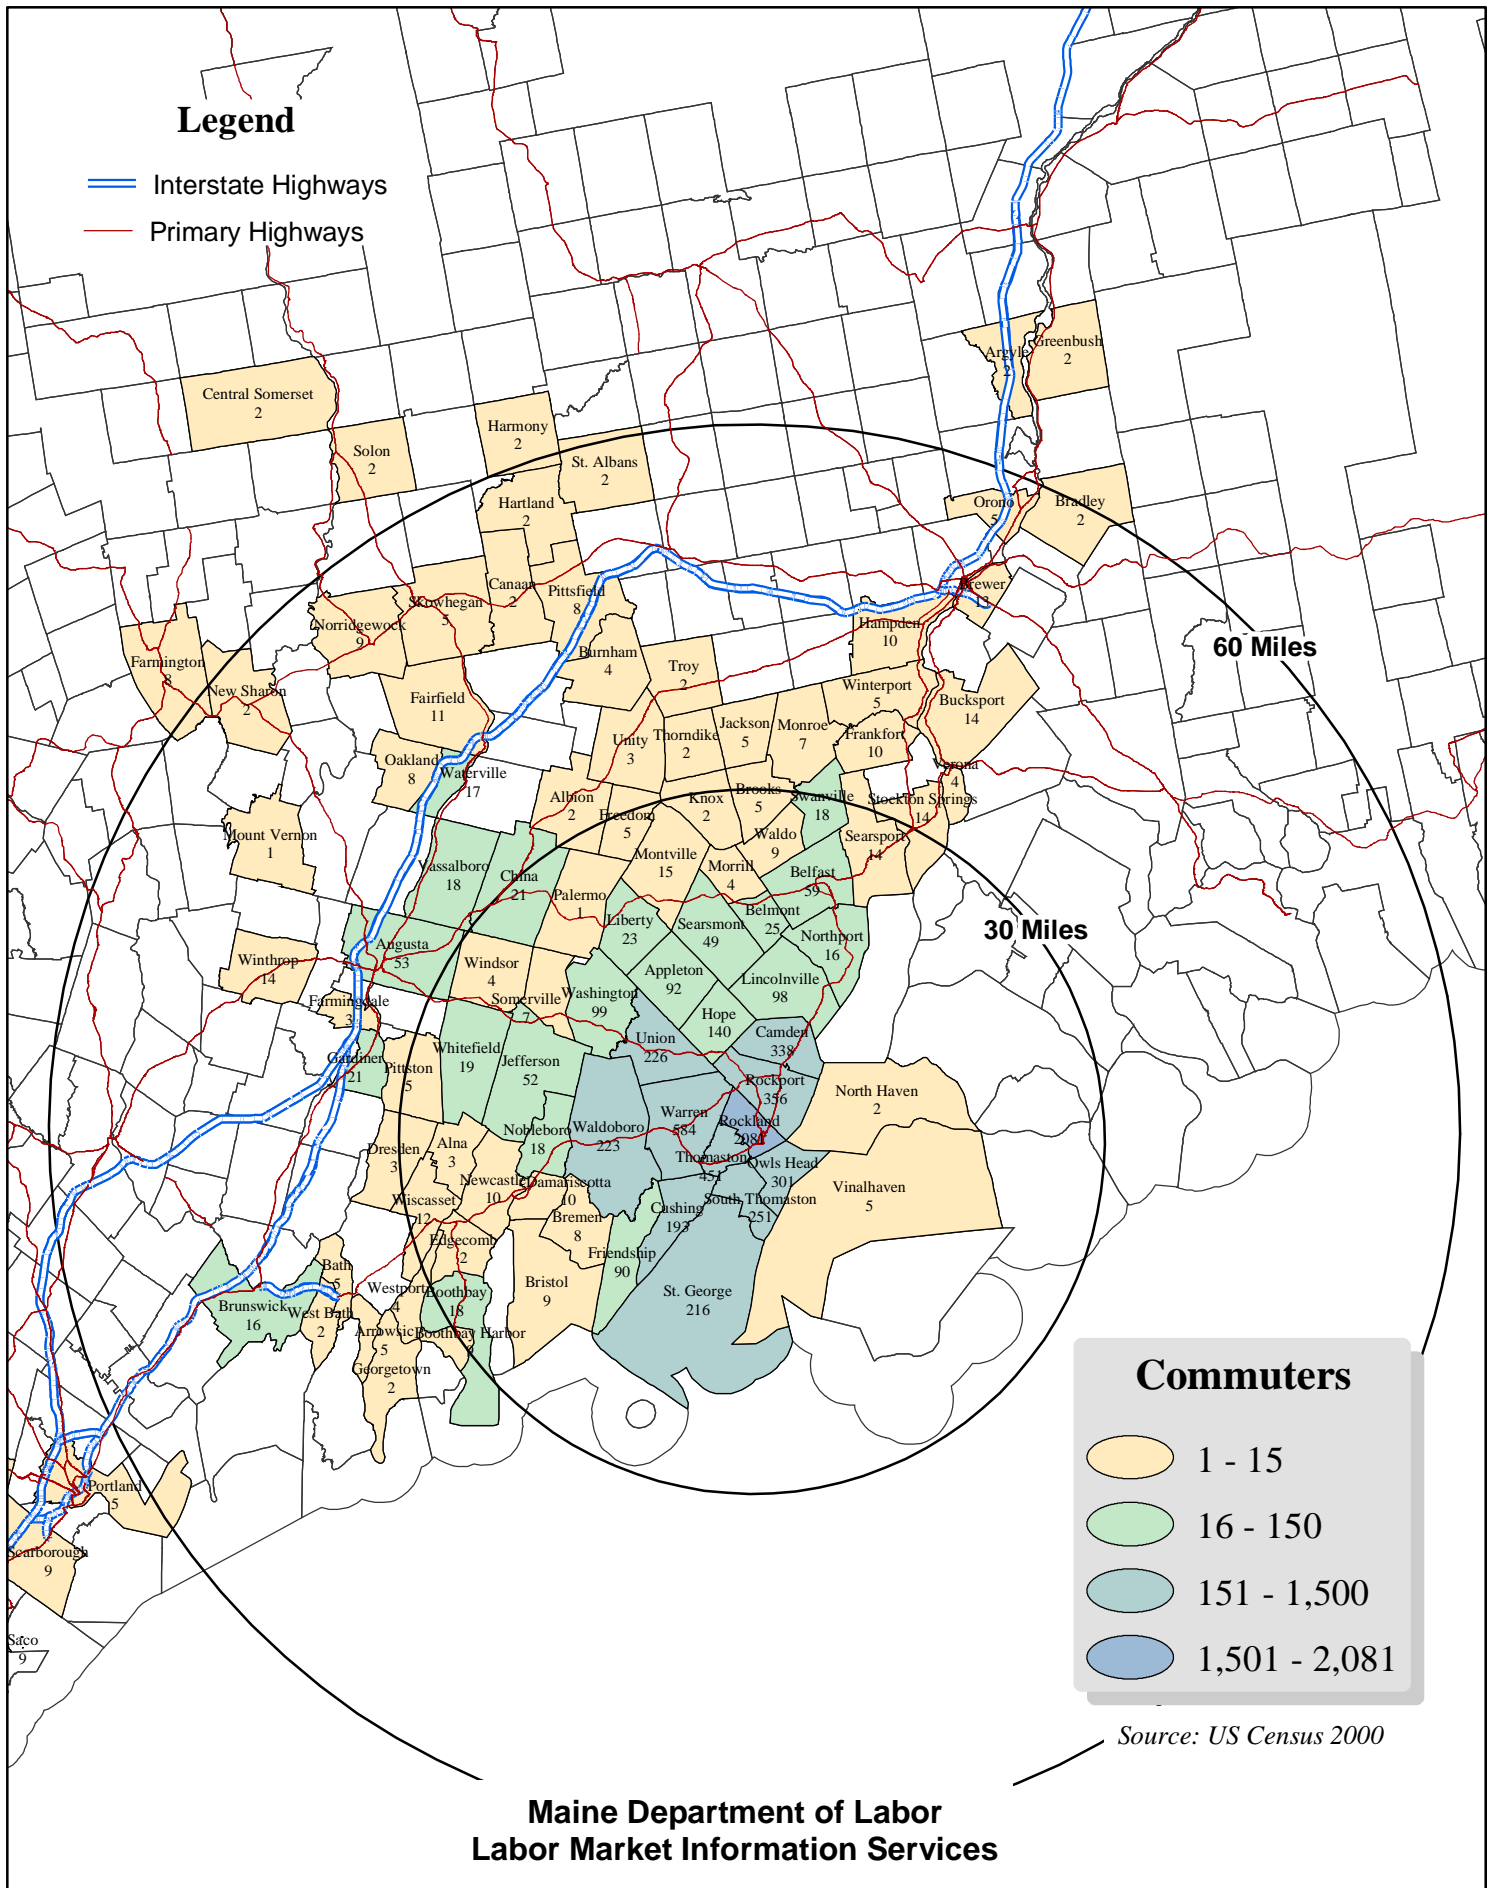 Legend
Interstate Highways
Primary Highways
Argyle
2
Greenbush
2
Central Somerset
2
Harmony
2
Solon
2
St. Albans
2
Hartland
2
Orono
5
Bradley
2
Canaan
2
Pittsfield
8
Brewer
13
Skowhegan
5
Norridgewock
9
Hampden
10
60 Miles
Farmington
8
Burnham
4
Troy
2
New Sharon
2
Winterport
5
Bucksport
14
Fairfield
11
Jackson
5
Monroe
7
Thorndike
2
Unity
3
Frankfort
10
Oakland
8
Waterville
17
Verona
4
Albion
2
Knox
2
Brooks
5
Swanville
18
Stockton Springs
14
Freedom
5
Mount Vernon
1
Waldo
9
Searsport
14
Montville
15
Morrill
4
Vassalboro
18
China
21
Belfast
59
Palermo
1
Liberty
23
Searsmont
49
Belmont
25
30 Miles
Northport
16
Augusta
53
Winthrop
14
Windsor
4
Appleton
92
Lincolnville
98
Farmingdale
3
Somerville
7
Washington
99
Hope
140
Union
226
Camden
338
Gardiner
21
Pittston
5
Whitefield
19
Jefferson
52
Rockport
356
North Haven
2
Warren
584
Rockland
2081
Nobleboro
18
Waldoboro
223
Dresden
3
Alna
3
Thomaston
451
Owls Head
301
Newcastle
10
Damariscotta
10
Vinalhaven
5
Wiscasset
12
Cushing
193
South Thomaston
251
Bremen
8
Edgecomb
2
Friendship
90
Bath
5
Westport
4
Boothbay
18
Bristol
9
St. George
216
Brunswick
16
West Bath
2
Arrowsic
5
Boothbay Harbor
Georgetown
2
Commuters
1 - 15
16 - 150
151 - 1,500
1,501 - 2,081
Portland
5
Scarborough
9
Saco
9
Source: US Census 2000
Maine Department of Labor
Labor Market Information Services